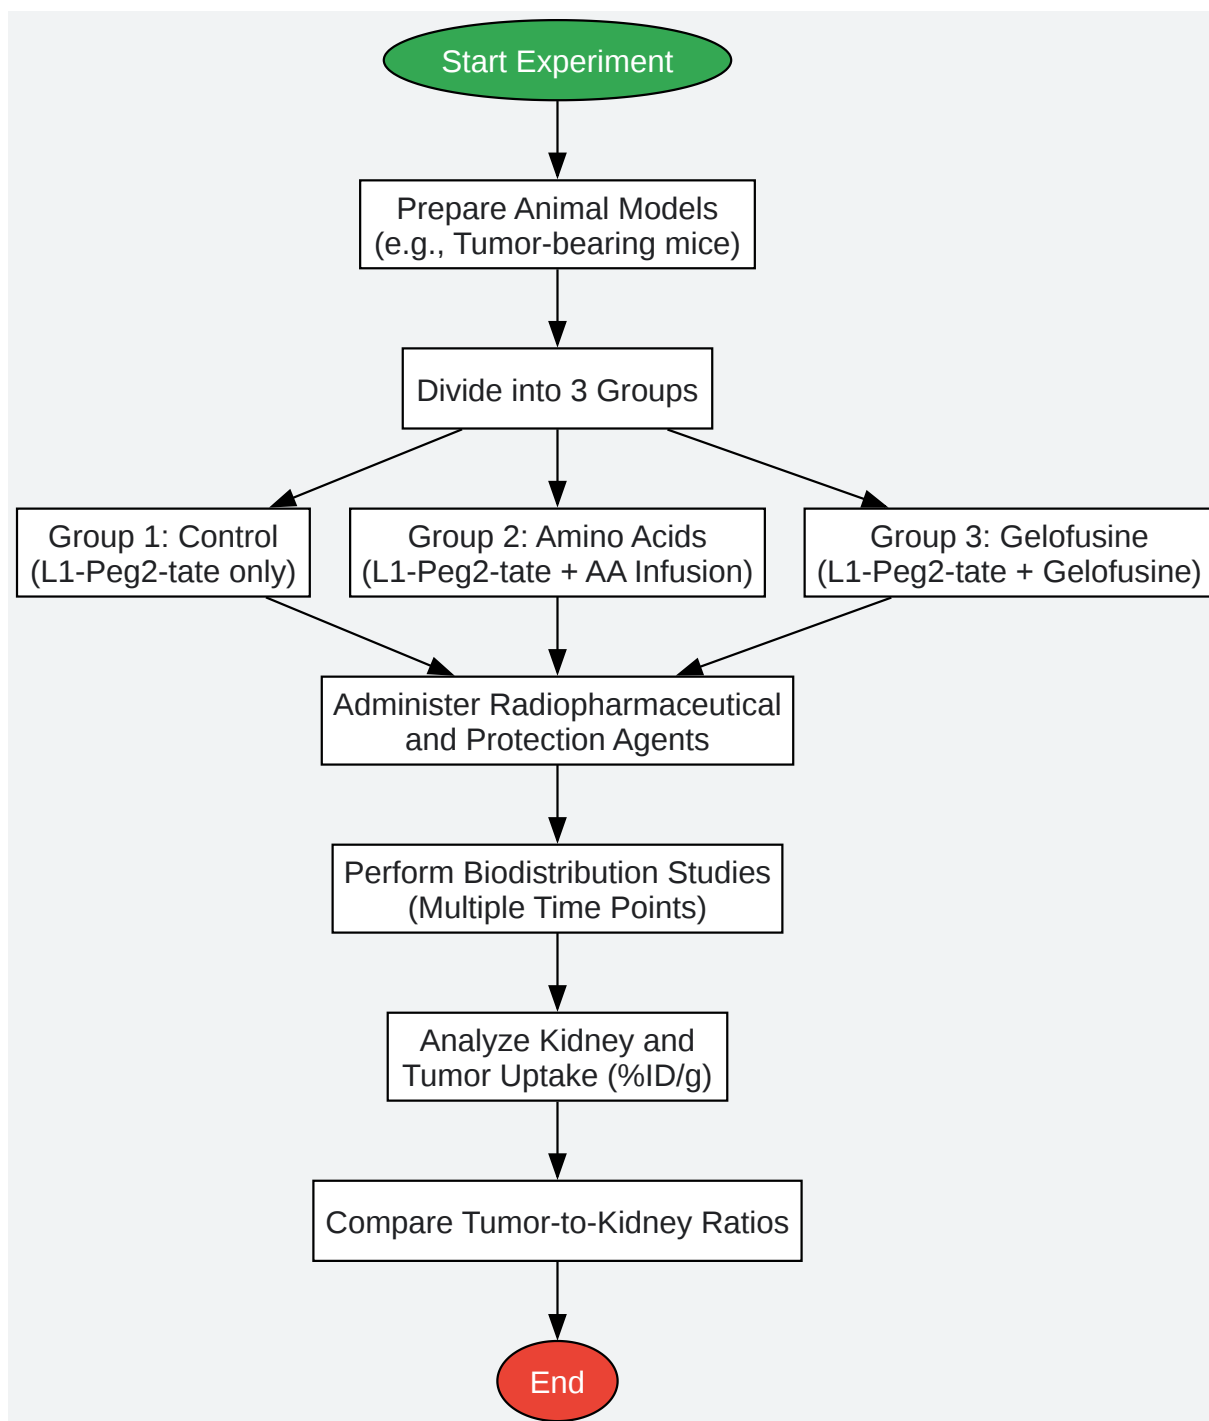 Start Experiment
Prepare Animal Models
(e.g., Tumor-bearing mice)
Divide into 3 Groups
Group 1: Control
(L1-Peg2-tate only)
Group 2: Amino Acids
(L1-Peg2-tate + AA Infusion)
Group 3: Gelofusine
(L1-Peg2-tate + Gelofusine)
Administer Radiopharmaceutical
and Protection Agents
Perform Biodistribution Studies
(Multiple Time Points)
Analyze Kidney and
Tumor Uptake (%ID/g)
Compare Tumor-to-Kidney Ratios
End